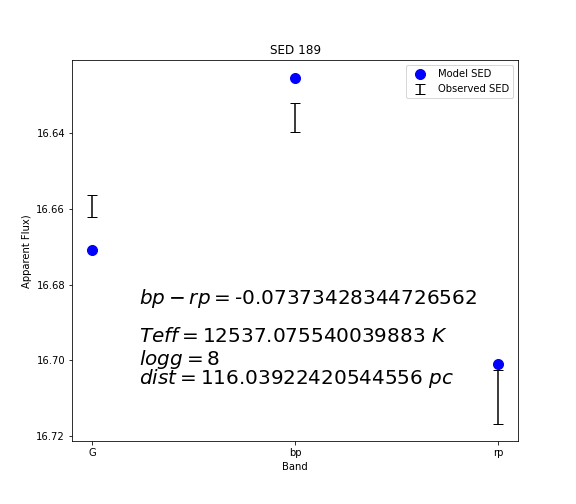 SED 189
Model SED
Observed SED
16.64
16.66
16.68
16.70
16.72
Apparent Flux)
bp − rp = -0.07373428344726562
Teff = 12537.075540039883 K
logg = 8
dist = 116.03922420544556 pc
G
bp
rp
Band